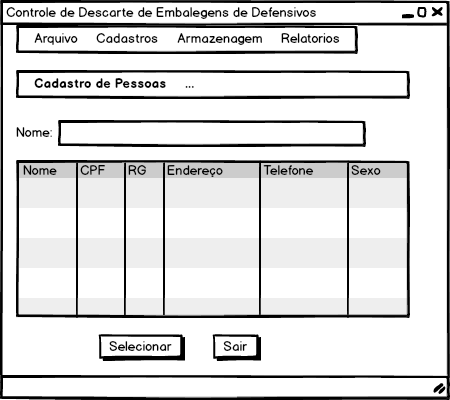 Controle de Descarte de Embalegens de Defensivos
Arquivo Cadastros Armazenagem Relatorios
Cadastro de Pessoas ...
Nome:
Nome CPF RG Endereço Telefone Sexo
Selecionar Sair